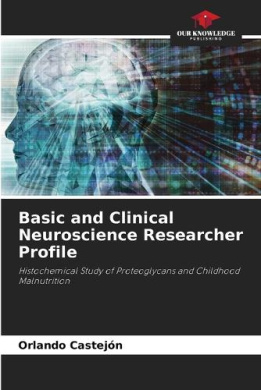 OUR KNOWLEDGE
PUBLISHING
Basic and Clinical
Neuroscience Researcher
Profile
Histochemical Study of Proteoglycans and Childhood
Malnutrition
Orlando Castejón